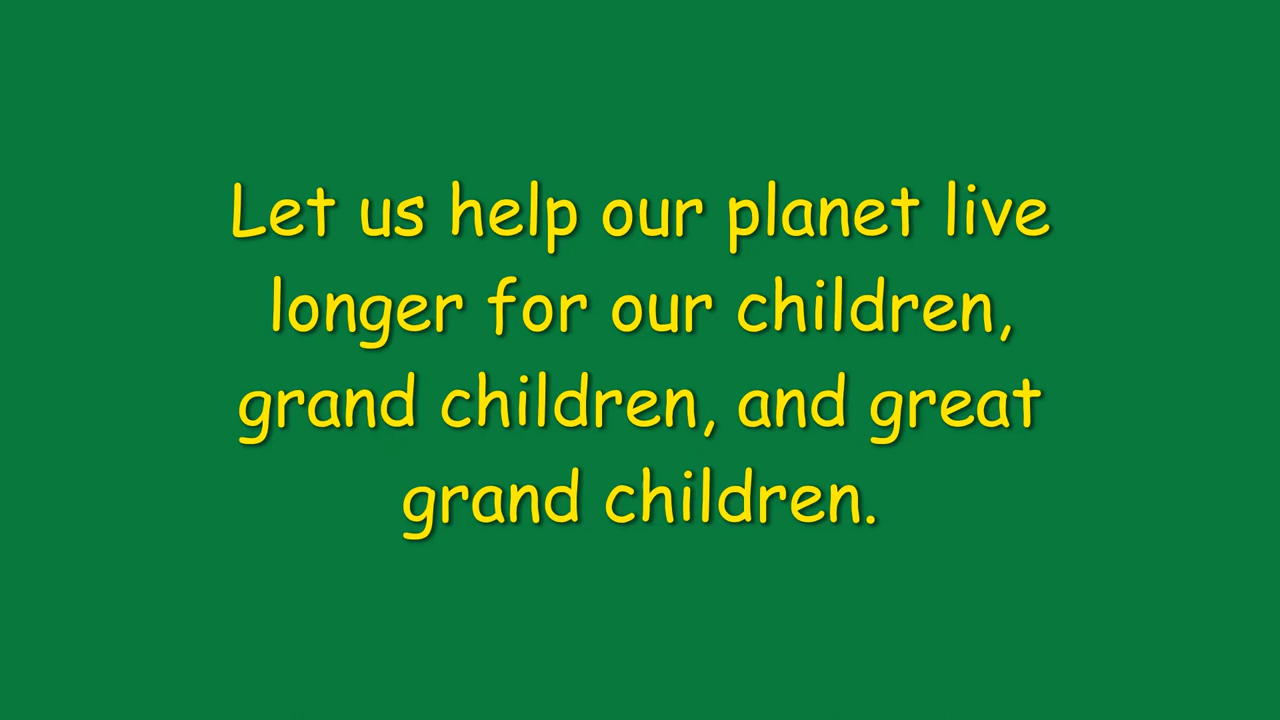 Let us help our planet live
longer for our children,
grand children, and great
grand children.